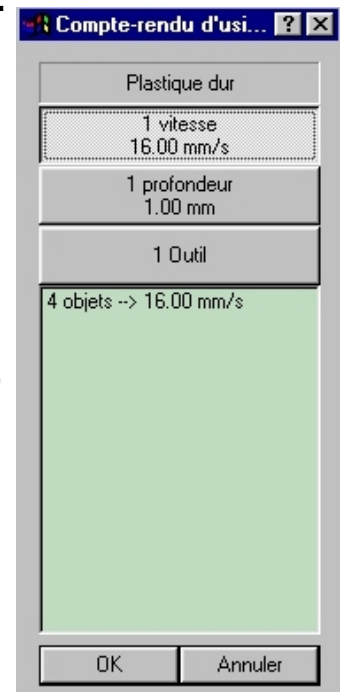 Compte-rendu d'usi...
Plastique dur
1 vitesse
16.00 mm/s
1 profondeur
1.00 mm
1 Outil
4 objets --> 16.00 mm/s
OK
Annuler